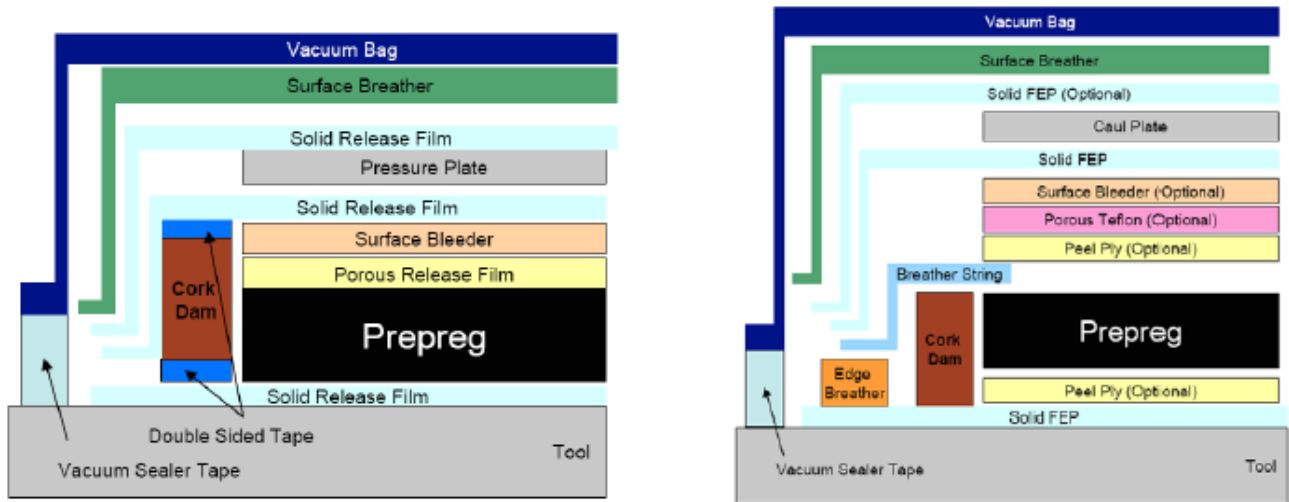 Vacuum Bag
Surface Breather
Solid Release Film
Pressure Plate
Solid Release Film
Surface Bleeder
Porous Release Film
Cork
Dam
Prepreg
Solid Release Film
Double Sided Tape
Tool
Vacuum Sealer Tape
Vacuum Bag
Surface Breather
Solid FEP (Optional)
Caul Plate
Solid FEP
Surface Bleeder (Optional)
Porous Teflon (Optional)
Peel Ply (Optional)
Breather String
Prepreg
Cork
Dam
Edge
Breather
Peel Ply (Optional)
Solid FEP
Vacuum Sealer Tape
Tool